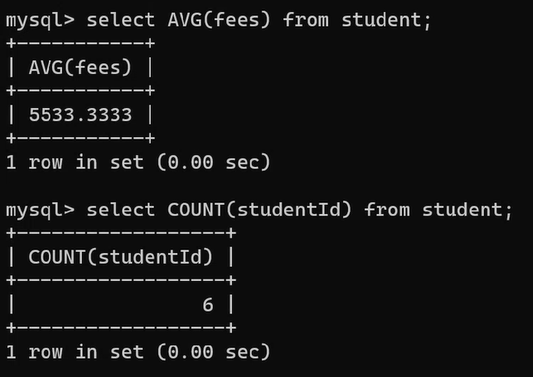 mysql> select AVG(fees) from student;
+-----------+
| AVG(fees) |
+-----------+
| 5533.3333 |
+-----------+
1 row in set (0.00 sec)

mysql> select COUNT(studentId) from student;
+------------------+
| COUNT(studentId) |
+------------------+
|                6 |
+------------------+
1 row in set (0.00 sec)